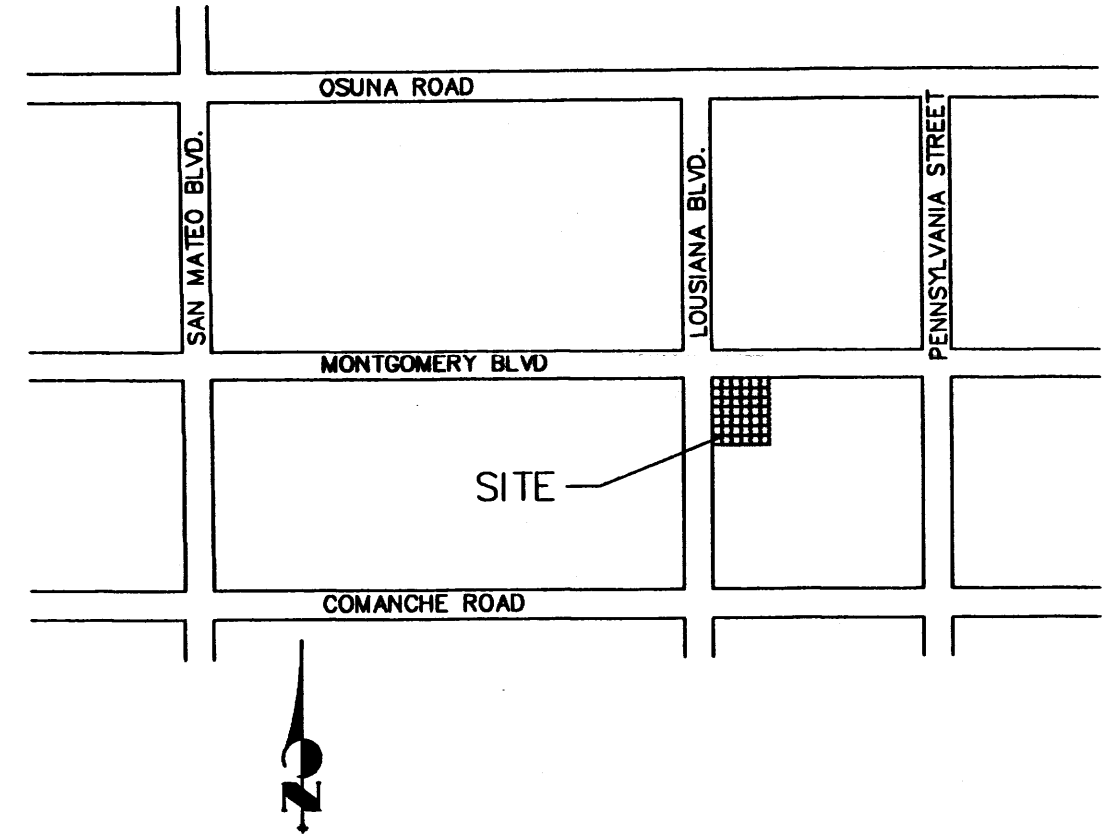 OSUNA ROAD
SAN MATEO BLVD.
LOUSIANA BLVD.
PENNSYLVANIA STREET
MONTGOMERY BLVD
SITE
COMANCHE ROAD
N